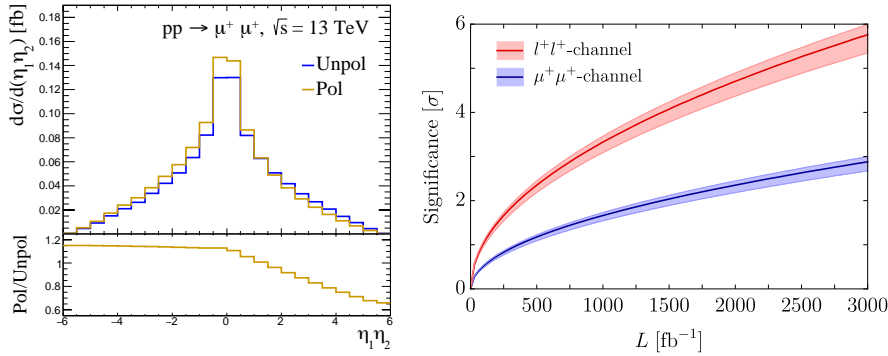 pp → μ⁺ μ⁺, √s = 13 TeV
Unpol
Pol
dσ/d(η₁η₂) [fb]
0.18
0.16
0.14
0.12
0.10
0.08
0.06
0.04
0.02
Pol/Unpol
1.2
1
0.8
0.6
−6 −4 −2 0 2 4 6
η₁η₂
l⁺l⁺-channel
μ⁺μ⁺-channel
Significance [σ]
6
4
2
0
0 500 1000 1500 2000 2500 3000
L [fb⁻¹]